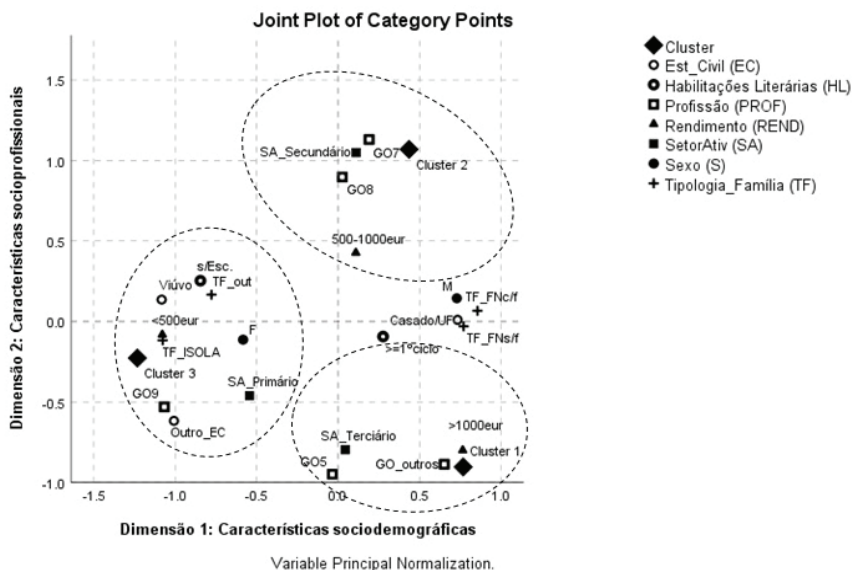 Joint Plot of Category Points
Cluster
Est_Civil (EC)
Habilitações Literárias (HL)
Profissão (PROF)
Rendimento (REND)
SetorAtiv (SA)
Sexo (S)
Tipologia_Família (TF)
Dimensão 2: Características socioprofissionais
1.5
1.0
0.5
0.0
-0.5
-1.0
SA_Secundário
GO7
Cluster 2
GO8
500-1000eur
s/Esc.
Viúvo
TF_out
M
TF_FNc/f
<500eur
F
Casado/UF
TF_FNs/f
TF_ISOLA
>=1ºciclo
Cluster 3
SA_Primário
GO9
Outro_EC
SA_Terciário
>1000eur
Cluster 1
GO5
GO_outros
-1.5
-1.0
-0.5
0.0
0.5
1.0
Dimensão 1: Características sociodemográficas
Variable Principal Normalization.